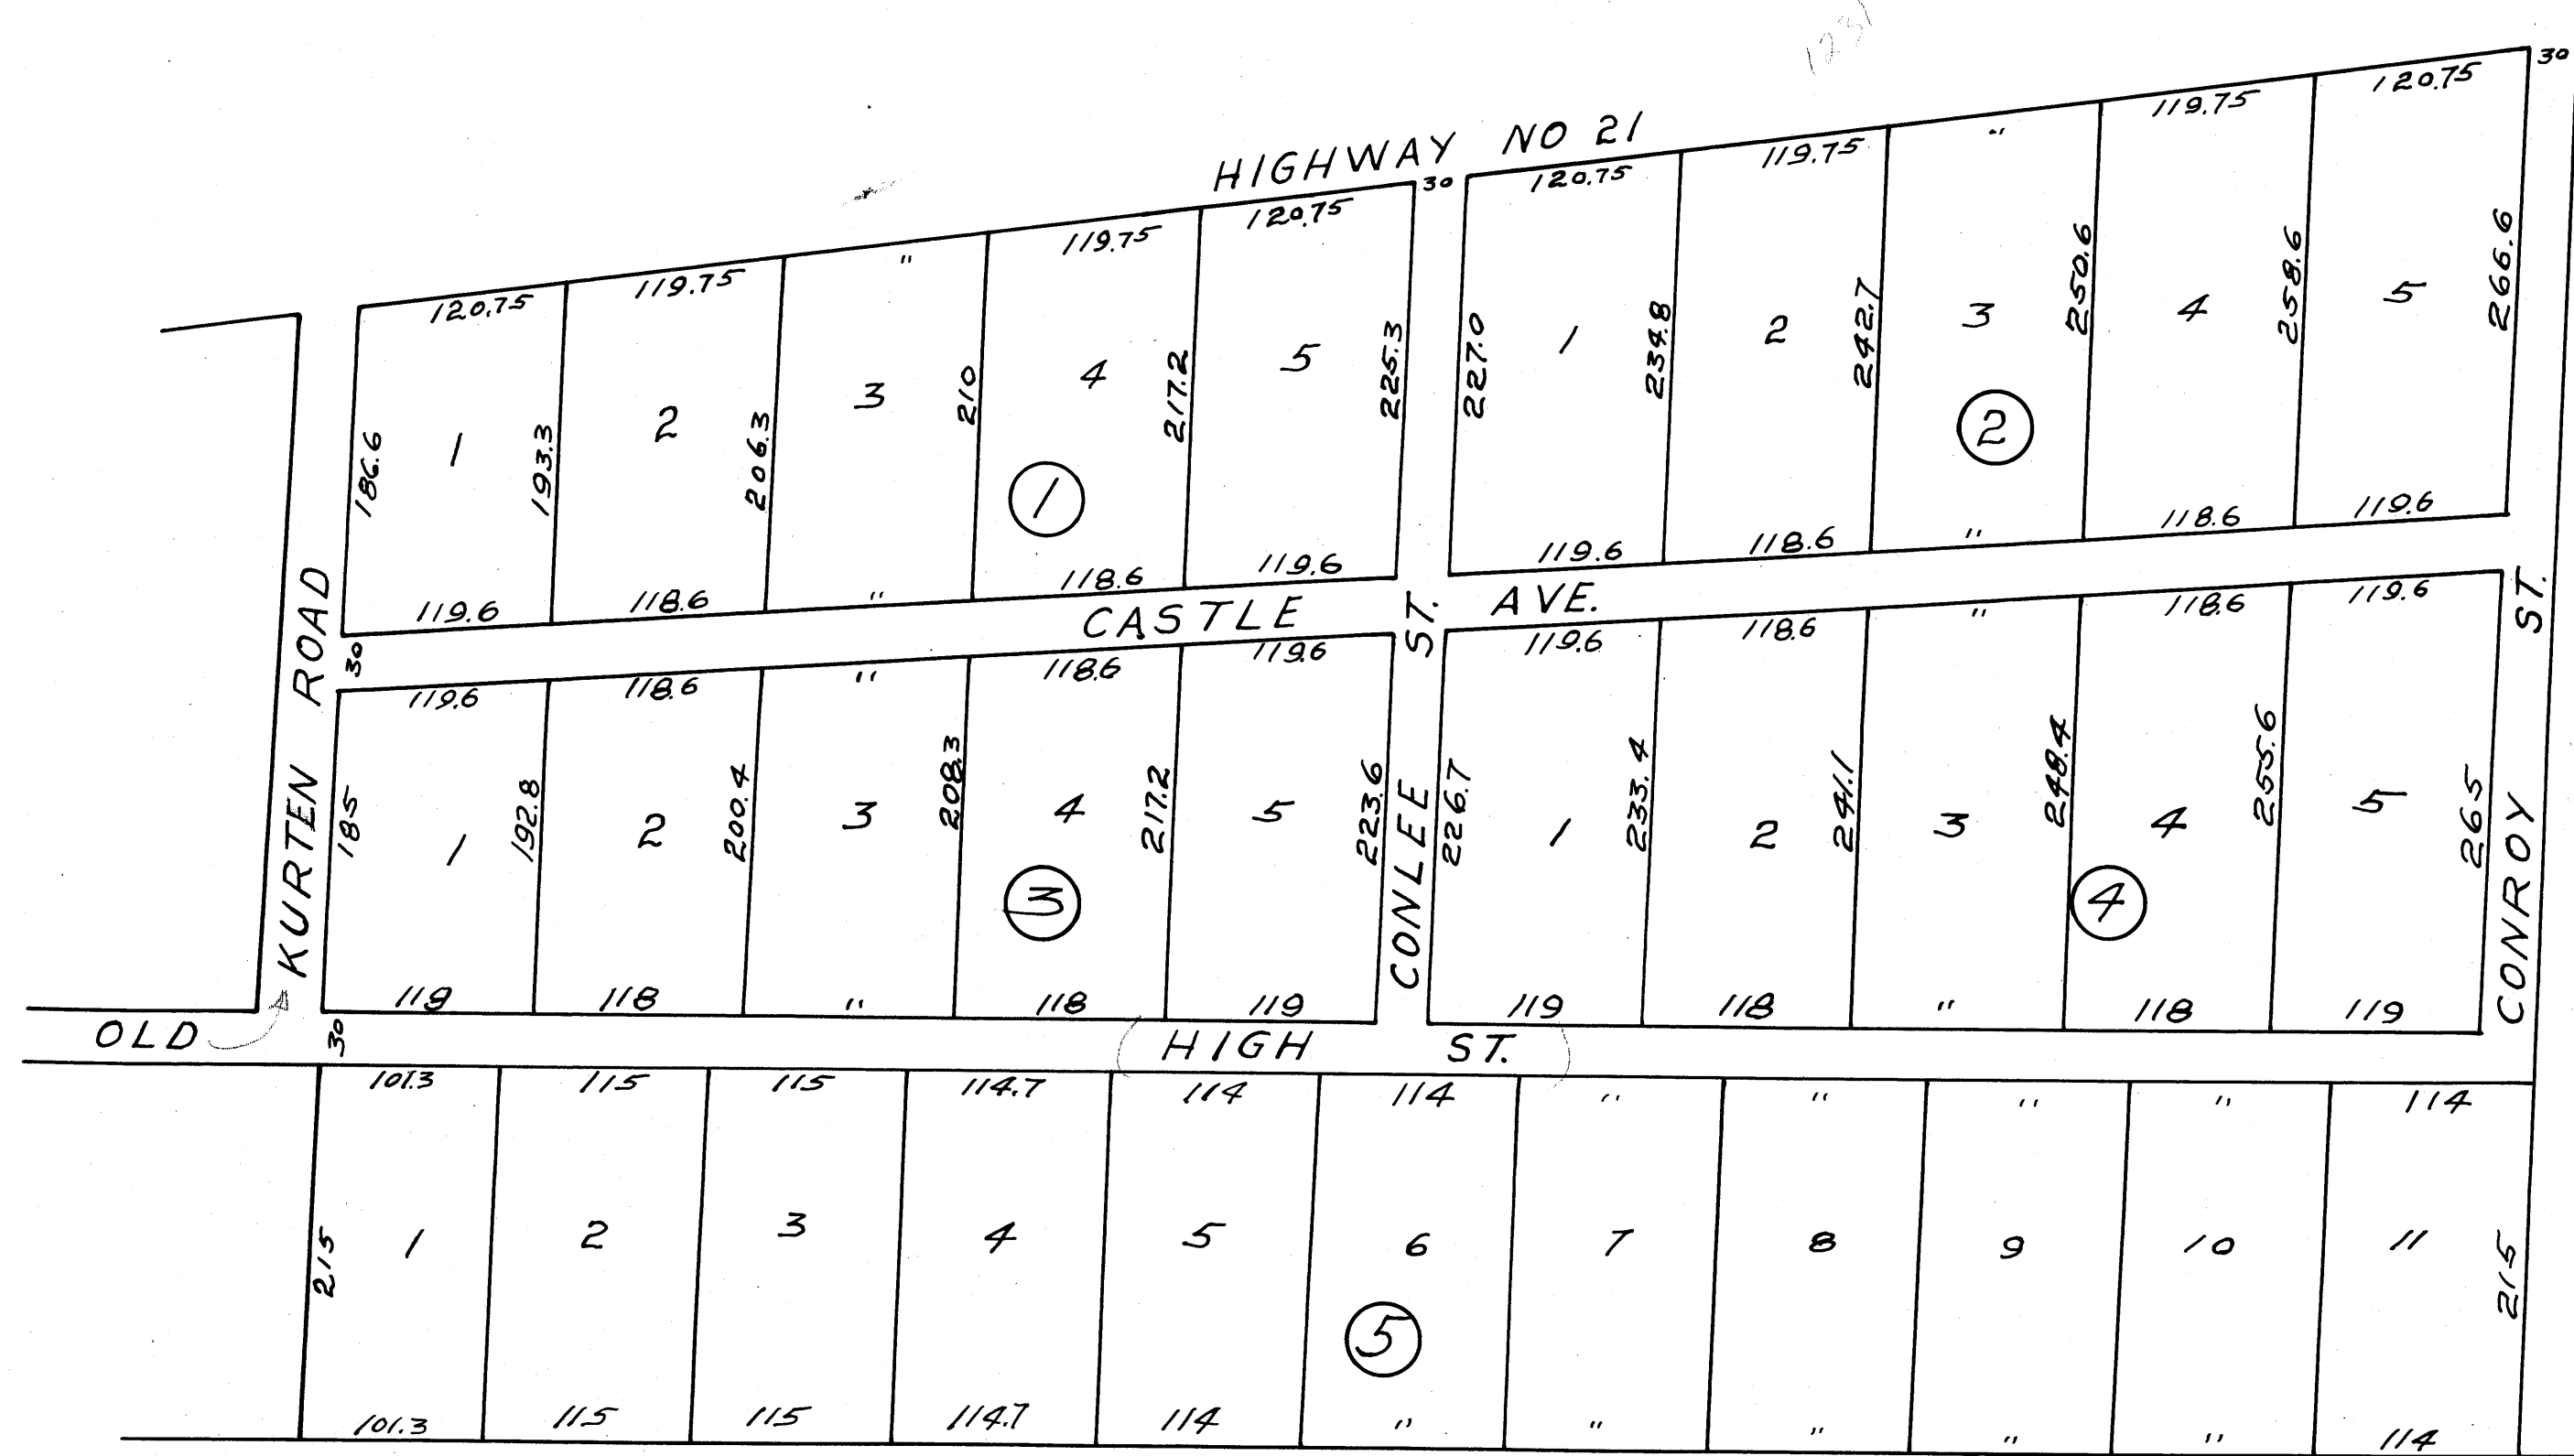 1231
HIGHWAY NO 21
30
120.75 119.75 " 119.75 120.75
30
120.75 119.75 " 119.75 120.75
186.6 1 193.3 2 206.3 3 210 4 217.2 5 225.3
227.0 1 234.8 2 242.7 3 250.6 4 258.6 5 266.6
1
2
119.6 118.6 " 118.6 119.6
119.6 118.6 " 118.6 119.6
30
CASTLE AVE.
119.6 118.6 " 118.6 119.6
119.6 118.6 " 118.6 119.6
185 1 192.8 2 200.4 3 208.3 4 217.2 5 223.6
226.7 1 233.4 2 241.1 3 248.4 4 255.6 5 265
3
4
119 118 " 118 119
119 118 " 118 119
OLD KURTEN ROAD
CONLEE ST.
CONROY ST.
30
(HIGH ST.)
101.3 115 115 114.7 114 114 " " " " 114
215 1 2 3 4 5 6 7 8 9 10 11 215
5
101.3 115 115 114.7 114 " " " " " 114